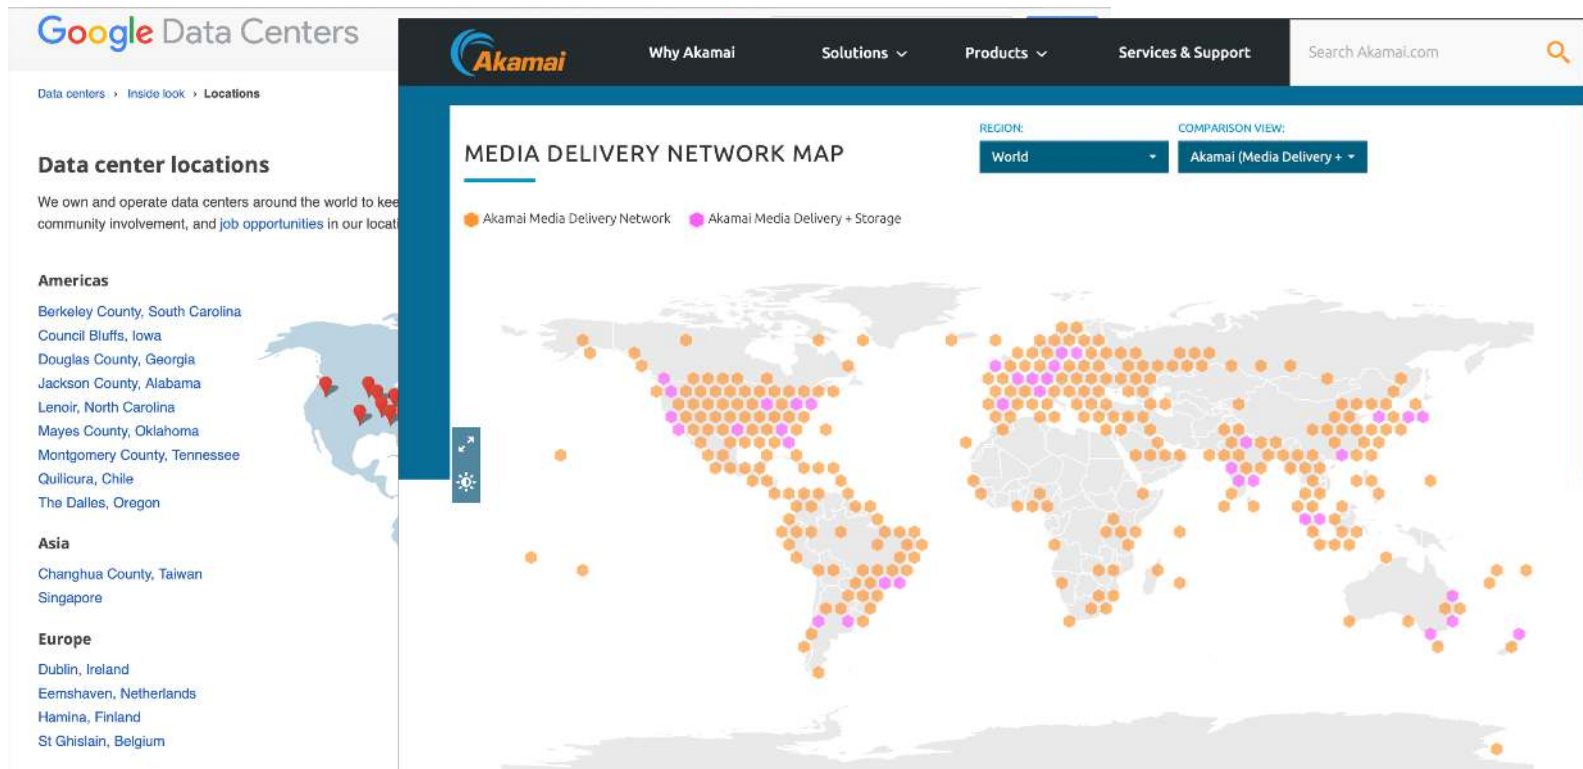 Google Data Centers
Data centers › Inside look › Locations
Data center locations
We own and operate data centers around the world to kee
community involvement, and job opportunities in our locati
Americas
Berkeley County, South Carolina
Council Bluffs, Iowa
Douglas County, Georgia
Jackson County, Alabama
Lenoir, North Carolina
Mayes County, Oklahoma
Montgomery County, Tennessee
Quilicura, Chile
The Dalles, Oregon
Asia
Changhua County, Taiwan
Singapore
Europe
Dublin, Ireland
Eemshaven, Netherlands
Hamina, Finland
St Ghislain, Belgium
Akamai
Why Akamai
Solutions
Products
Services & Support
Search Akamai.com
MEDIA DELIVERY NETWORK MAP
REGION:
World
COMPARISON VIEW:
Akamai (Media Delivery +
Akamai Media Delivery Network
Akamai Media Delivery + Storage